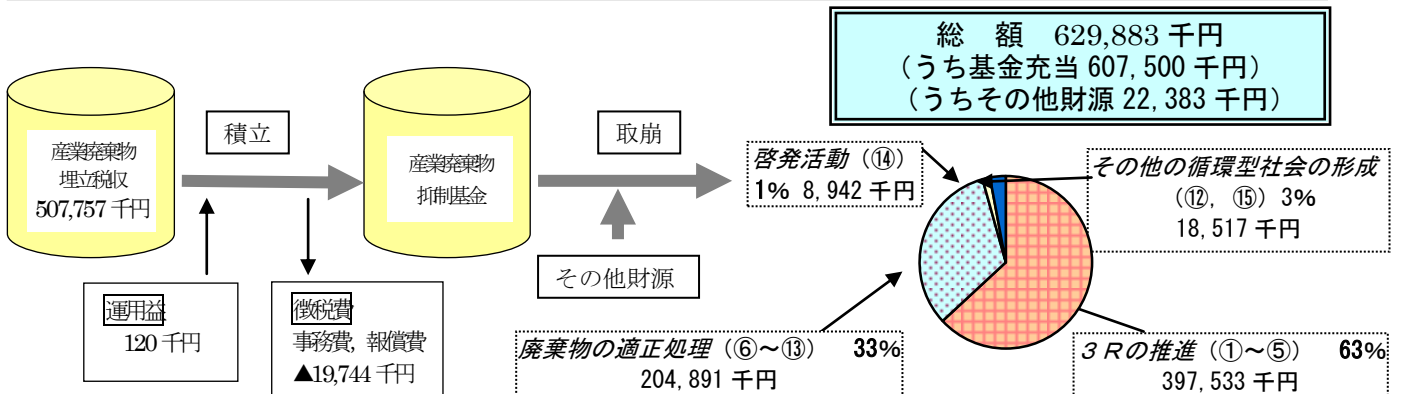 総　額　629,883 千円
（うち基金充当 607,500 千円）
（うちその他財源 22,383 千円）
産業廃棄物
埋立税収
507,757 千円
積立
産業廃棄物
抑制基金
取崩
その他財源
運用益
120 千円
徴税費
事務費，報償費
▲19,744 千円
啓発活動（⑭）
1% 8,942 千円
その他の循環型社会の形成
（⑫，⑮）3%
18,517 千円
廃棄物の適正処理（⑥～⑬）　33%
204,891 千円
３Ｒの推進（①～⑤）　63%
397,533 千円